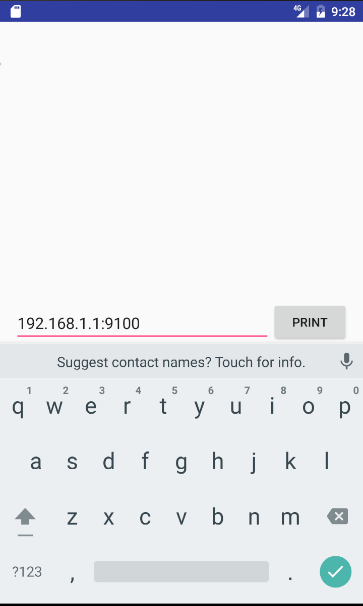 4G 9:28
192.168.1.1:9100 PRINT
Suggest contact names? Touch for info.
1 2 3 4 5 6 7 8 9 0
q w e r t y u i o p
a s d f g h j k l
z x c v b n m
?123 , .